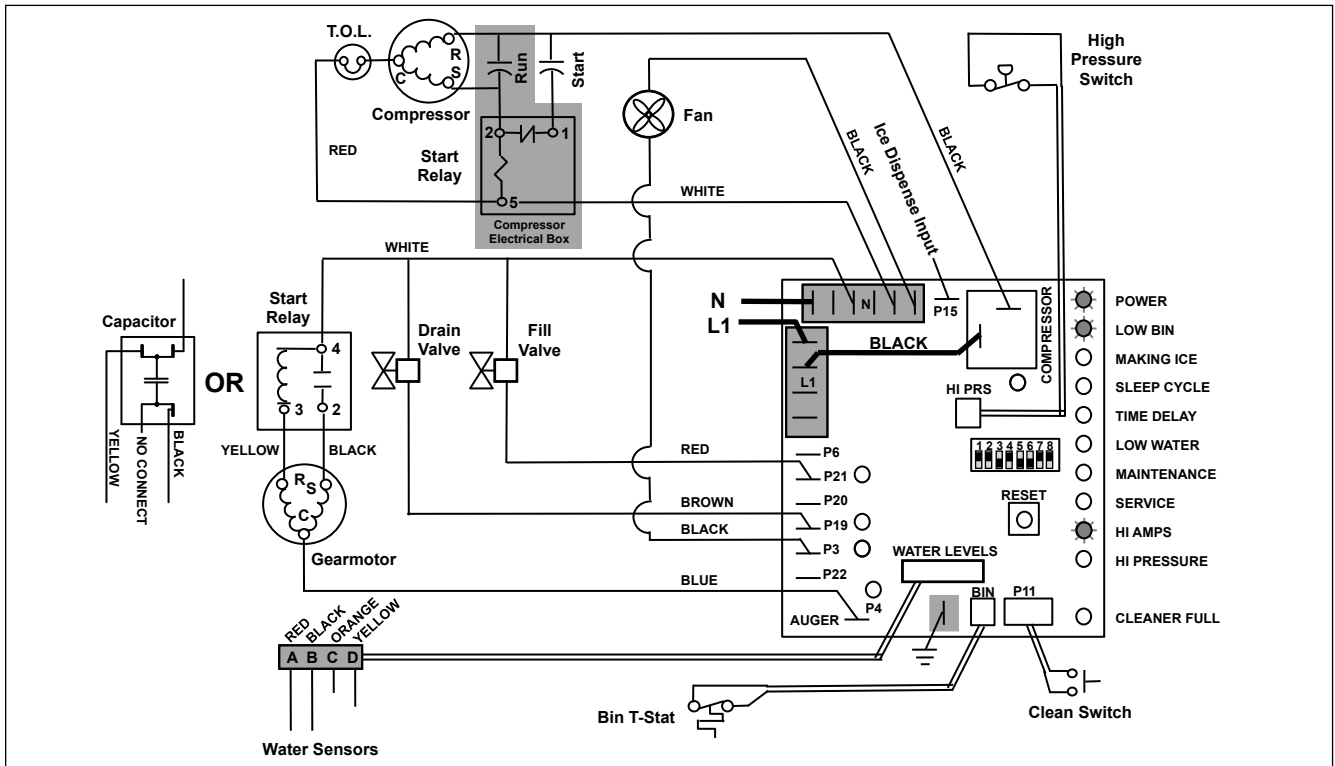 T.O.L.
R
S
C
Compressor
Run
Start
RED
2
1
Start
Relay
5
Compressor
Electrical Box
WHITE
Fan
BLACK
Ice Dispense Input
BLACK
High
Pressure
Switch
WHITE
Capacitor
OR
YELLOW
NO CONNECT
BLACK
Start
Relay
4
3
2
YELLOW
BLACK
R
S
C
Gearmotor
Drain
Valve
Fill
Valve
N
L1
N
P15
BLACK
L1
COMPRESSOR
HI PRS
1 2 3 4 5 6 7 8
RESET
RED
BROWN
BLACK
BLUE
P6
P21
P20
P19
P3
P22
P4
AUGER
WATER LEVELS
BIN
P11
POWER
LOW BIN
MAKING ICE
SLEEP CYCLE
TIME DELAY
LOW WATER
MAINTENANCE
SERVICE
HI AMPS
HI PRESSURE
CLEANER FULL
RED
BLACK
ORANGE
YELLOW
A B C D
Water Sensors
Bin T-Stat
Clean Switch